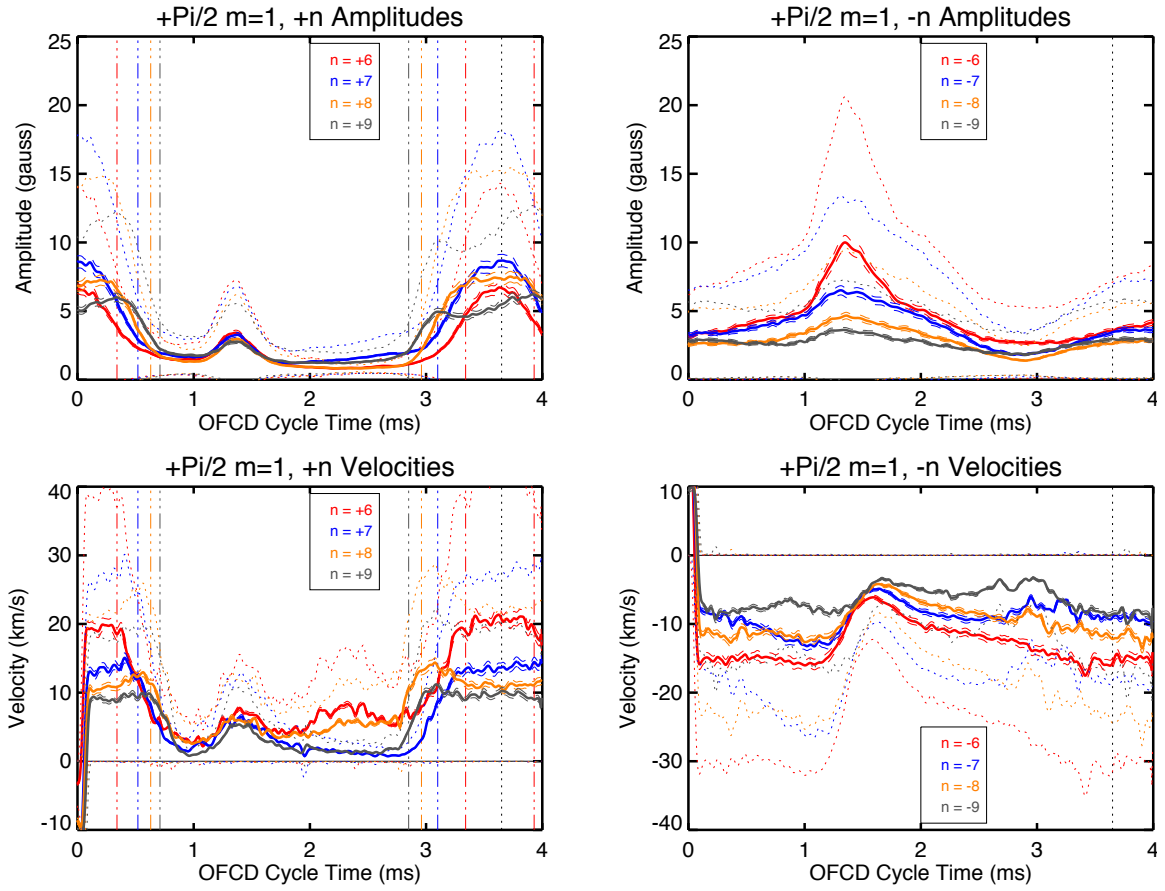 +Pi/2 m=1, +n Amplitudes
25
20
15
10
5
0
Amplitude (gauss)
n = +6
n = +7
n = +8
n = +9
0 1 2 3 4
OFCD Cycle Time (ms)
+Pi/2 m=1, -n Amplitudes
25
20
15
10
5
0
Amplitude (gauss)
n = -6
n = -7
n = -8
n = -9
0 1 2 3 4
OFCD Cycle Time (ms)
+Pi/2 m=1, +n Velocities
40
30
20
10
0
-10
Velocity (km/s)
n = +6
n = +7
n = +8
n = +9
0 1 2 3 4
OFCD Cycle Time (ms)
+Pi/2 m=1, -n Velocities
10
0
-10
-20
-30
-40
Velocity (km/s)
n = -6
n = -7
n = -8
n = -9
0 1 2 3 4
OFCD Cycle Time (ms)